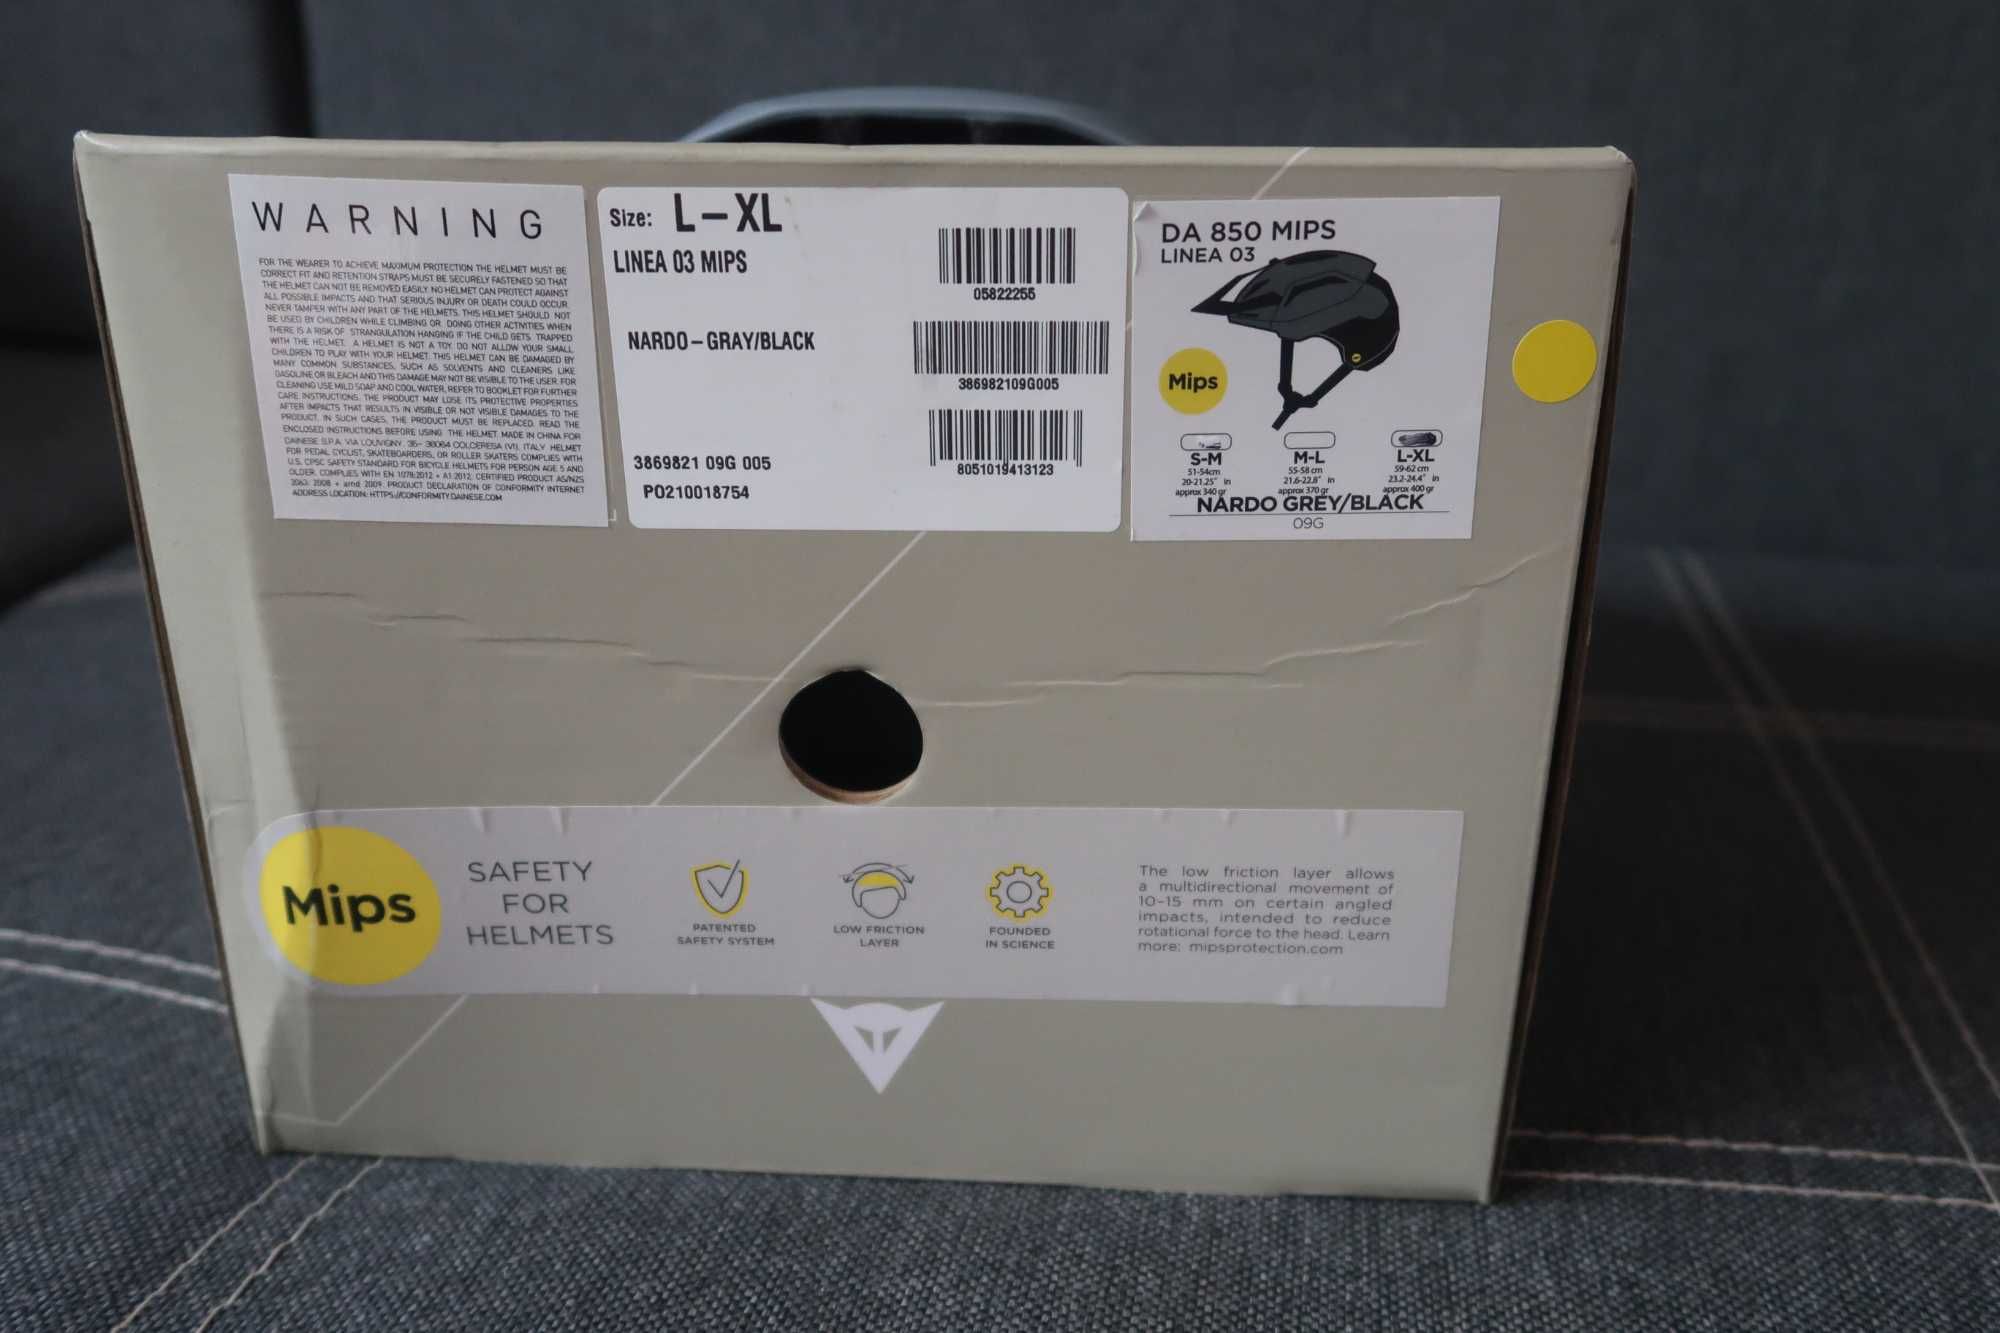 WARNING
FOR THE WEARER TO ACHIEVE MAXIMUM PROTECTION THE HELMET MUST BE
CORRECT FIT AND RETENTION STRAPS MUST BE SECURELY FASTENED SO THAT
THE HELMET CAN NOT BE REMOVED EASILY. NO HELMET CAN PROTECT AGAINST
ALL POSSIBLE IMPACTS AND THAT SERIOUS INJURY OR DEATH COULD OCCUR.
NEVER TAMPER WITH ANY PART OF THE HELMETS. THIS HELMET SHOULD NOT
BE USED BY CHILDREN WHILE CLIMBING OR DOING OTHER ACTIVITIES WHEN
THERE IS A RISK OF STRANGULATION HANGING IF THE CHILD GETS TRAPPED
WITH THE HELMET. A HELMET IS NOT A TOY. DO NOT ALLOW YOUR SMALL
CHILDREN TO PLAY WITH YOUR HELMET. THIS HELMET CAN BE DAMAGED BY
MANY COMMON SUBSTANCES, SUCH AS SOLVENTS AND CLEANERS LIKE
GASOLINE OR BLEACH AND THIS DAMAGE MAY NOT BE VISIBLE TO THE USER. FOR
CLEANING USE MILD SOAP AND COOL WATER, REFER TO BOOKLET FOR FURTHER
CARE INSTRUCTIONS. THE PRODUCT MAY LOSE ITS PROTECTIVE PROPERTIES
AFTER IMPACTS THAT RESULTS IN VISIBLE OR NOT VISIBLE DAMAGES TO THE
PRODUCT. IN SUCH CASES, THE PRODUCT MUST BE REPLACED. READ THE
ENCLOSED INSTRUCTIONS BEFORE USING THE HELMET. MADE IN CHINA FOR
DAINESE S.P.A. VIA LOUVIGNY, 35- 36064 COLCERESA (VI), ITALY HELMET
FOR PEDAL CYCLIST, SKATEBOARDERS, OR ROLLER SKATERS COMPLIES WITH
U.S. CPSC SAFETY STANDARD FOR BICYCLE HELMETS FOR PERSON AGE 5 AND
OLDER. COMPLIES WITH EN 1078:2012 + A1:2012, CERTIFIED PRODUCT AS/NZS
2063: 2008 + amd 2009. PRODUCT DECLARATION OF CONFORMITY INTERNET
ADDRESS LOCATION: HTTPS://CONFORMITY.DAINESE.COM
Size: L-XL
LINEA 03 MIPS
05822255
NARDO-GRAY/BLACK
386982109G005
3869821 09G 005
8051019413123
PO210018754
DA 850 MIPS
LINEA 03
Mips
S-M M-L L-XL
51-54cm 55-58 cm 59-62 cm
20-21.25" in 21.6-22.8" in 23.2-24.4" in
approx 340 gr approx 370 gr approx 400 gr
NARDO GREY/BLACK
09G
Mips
SAFETY
FOR
HELMETS
PATENTED
SAFETY SYSTEM
LOW FRICTION
LAYER
FOUNDED
IN SCIENCE
The low friction layer allows
a multidirectional movement of
10-15 mm on certain angled
impacts, intended to reduce
rotational force to the head. Learn
more: mipsprotection.com